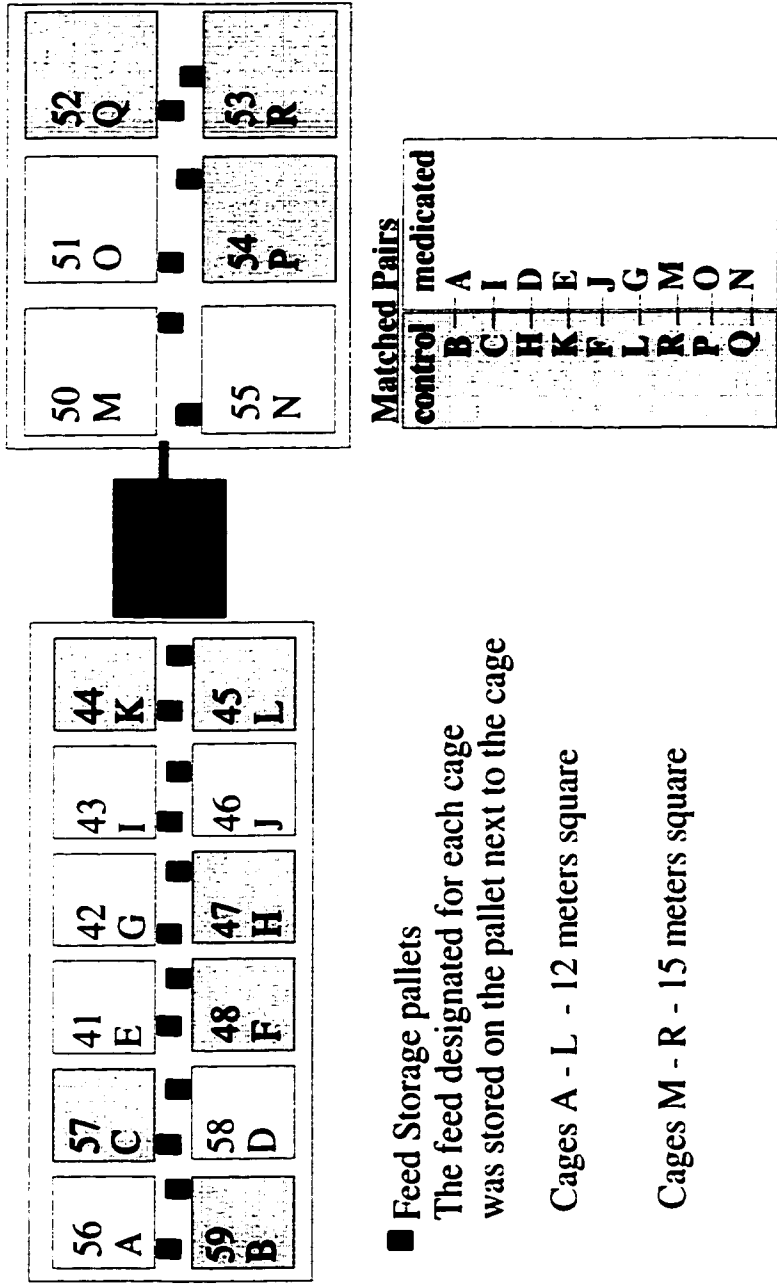 56
A
57
C
41
E
42
G
43
I
44
K
59
B
58
D
48
F
47
H
46
J
45
L
50
M
51
O
52
Q
55
N
54
P
53
R
Feed Storage pallets
The feed designated for each cage
was stored on the pallet next to the cage
Cages A - L - 12 meters square
Cages M - R - 15 meters square
Matched Pairs
control medicated
B A
C I
H D
K E
F J
L G
R M
P O
Q N